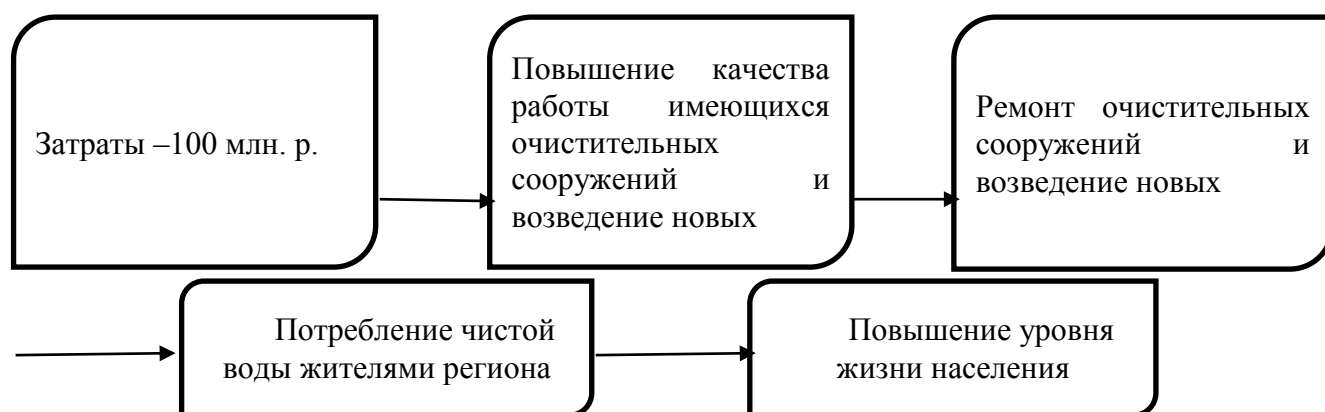 Затраты –100 млн. р.
Повышение качества
работы имеющихся
очистительных
сооружений и
возведение новых
Ремонт очистительных
сооружений и
возведение новых
Потребление чистой
воды жителями региона
Повышение уровня
жизни населения